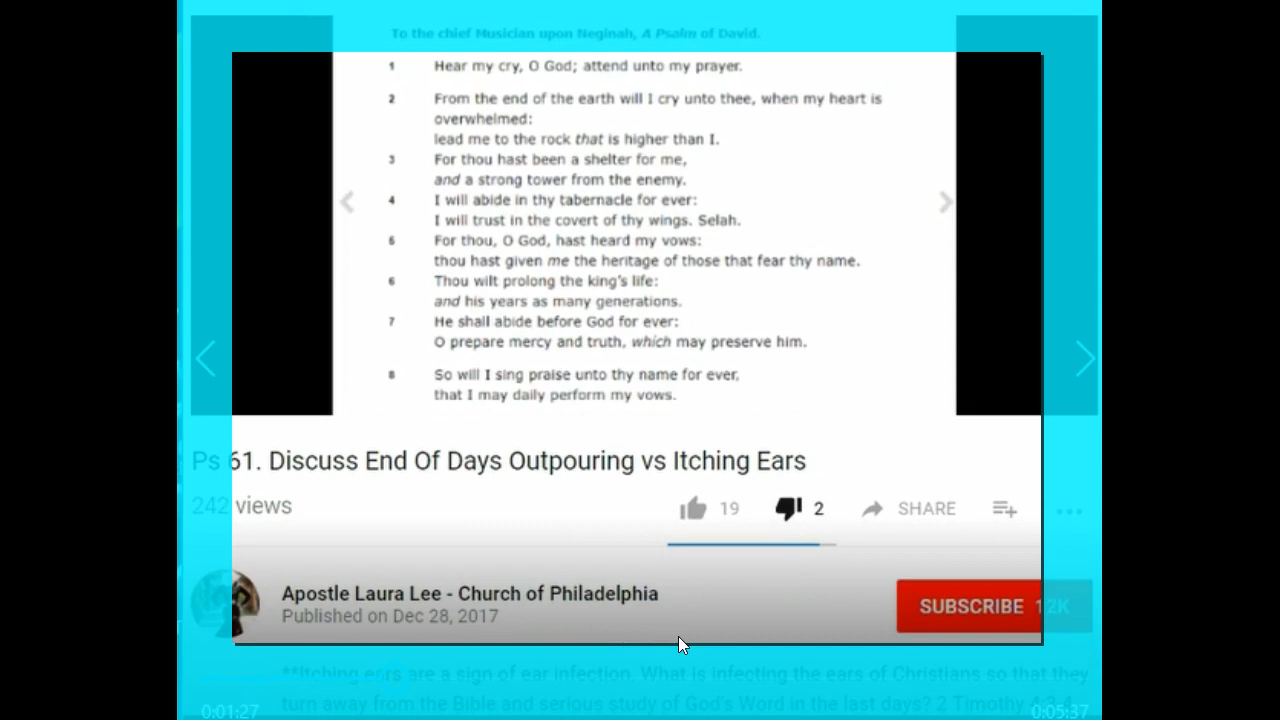 To the chief Musician upon Neginah, A Psalm of David.
1 Hear my cry, O God; attend unto my prayer.
2 From the end of the earth will I cry unto thee, when my heart is
overwhelmed:
lead me to the rock that is higher than I.
3 For thou hast been a shelter for me,
and a strong tower from the enemy.
4 I will abide in thy tabernacle for ever:
I will trust in the covert of thy wings. Selah.
5 For thou, O God, hast heard my vows:
thou hast given me the heritage of those that fear thy name.
6 Thou wilt prolong the king's life:
and his years as many generations.
7 He shall abide before God for ever:
O prepare mercy and truth, which may preserve him.
8 So will I sing praise unto thy name for ever,
that I may daily perform my vows.
Ps 61. Discuss End Of Days Outpouring vs Itching Ears
242 views
19 2 SHARE
Apostle Laura Lee - Church of Philadelphia
Published on Dec 28, 2017
SUBSCRIBE 12K
**Itching ears are a sign of ear infection. What is infecting the ears of Christians so that they
turn away from the Bible and serious study of God's Word in the last days? 2 Timothy 4:3-4
0:01:27 0:05:37